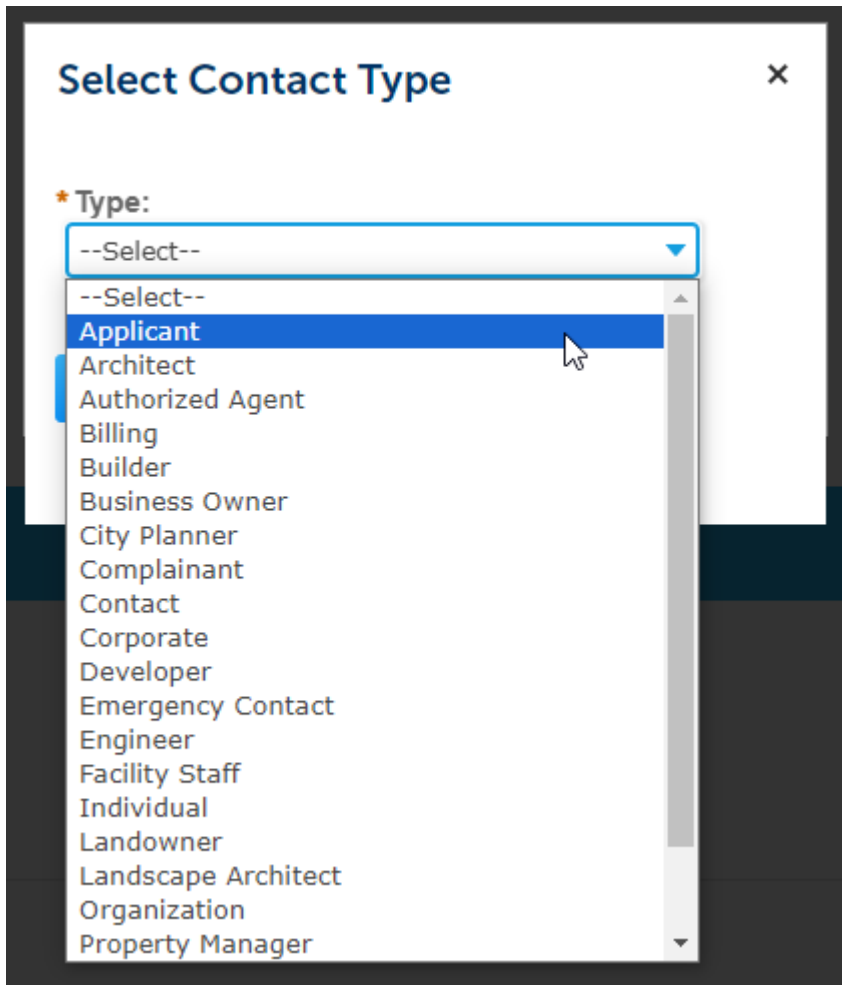 Select Contact Type
×
* Type:
--Select--
--Select--
Applicant
Architect
Authorized Agent
Billing
Builder
Business Owner
City Planner
Complainant
Contact
Corporate
Developer
Emergency Contact
Engineer
Facility Staff
Individual
Landowner
Landscape Architect
Organization
Property Manager